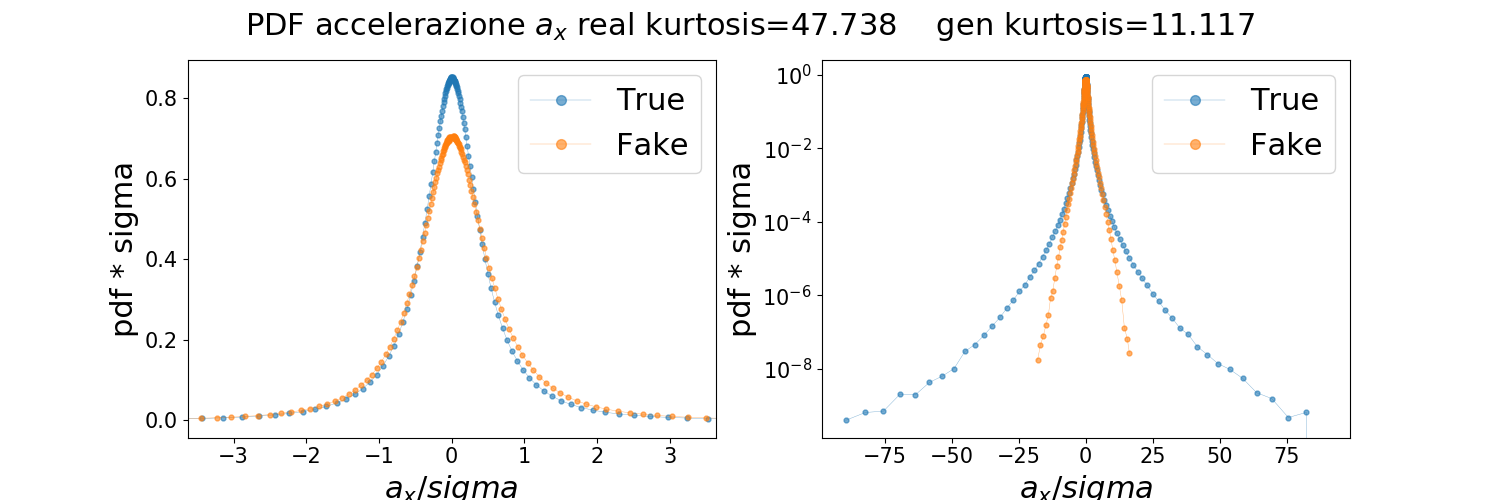 PDF accelerazione a_x real kurtosis=47.738 gen kurtosis=11.117
pdf * sigma
0.8
0.6
0.4
0.2
0.0
−3
−2
−1
0
1
2
3
a_x/sigma
True
Fake
pdf * sigma
10^0
10^−2
10^−4
10^−6
10^−8
−75
−50
−25
0
25
50
75
a_x/sigma
True
Fake